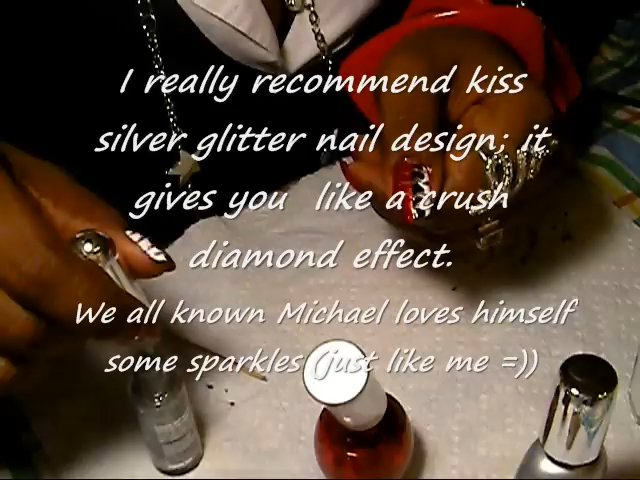 I really recommend kiss
silver glitter nail design; it
gives you like a crush
diamond effect.
We all known Michael loves himself
some sparkles (just like me =))